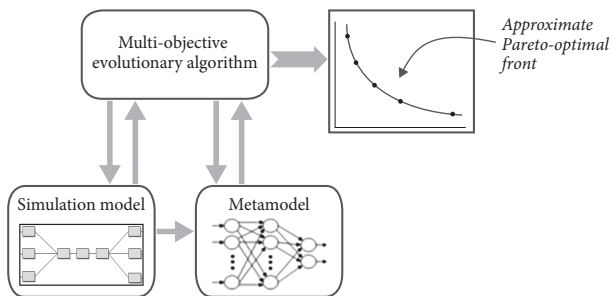 Multi-objective
evolutionary algorithm
Approximate
Pareto-optimal
front
Simulation model
Metamodel